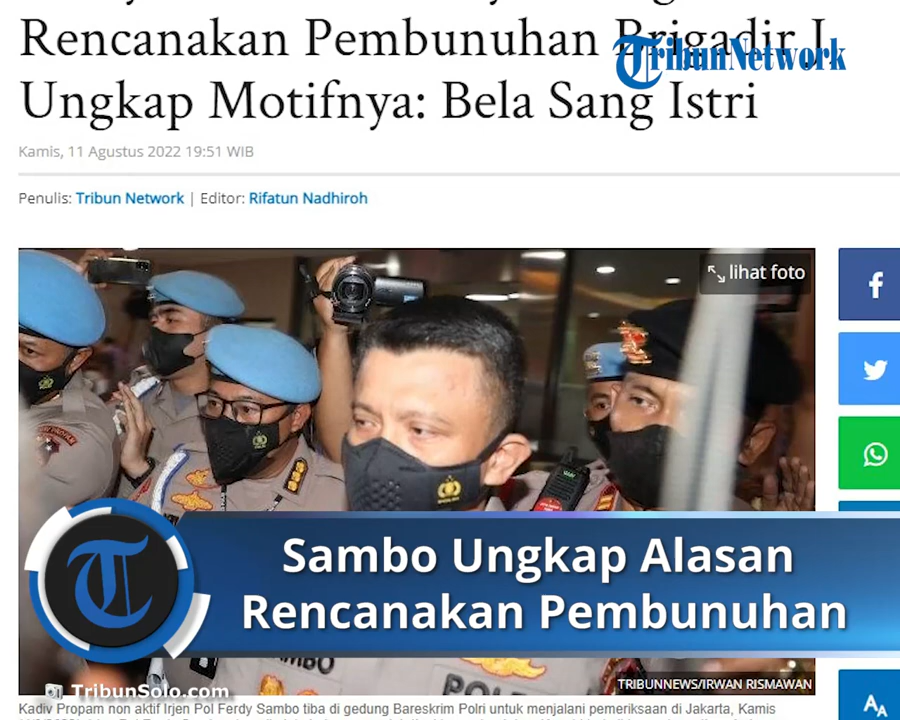 Rencanakan Pembunuhan Brigadir J,
Ungkap Motifnya: Bela Sang Istri
TribunNetwork
Kamis, 11 Agustus 2022 19:51 WIB
Penulis: Tribun Network | Editor: Rifatun Nadhiroh
lihat foto
f
T
Sambo Ungkap Alasan
Rencanakan Pembunuhan
POL
TRIBUNNEWS/IRWAN RISMAWAN
TribunSolo.com
AA
Kadiv Propam non aktif Irjen Pol Ferdy Sambo tiba di gedung Bareskrim Polri untuk menjalani pemeriksaan di Jakarta, Kamis